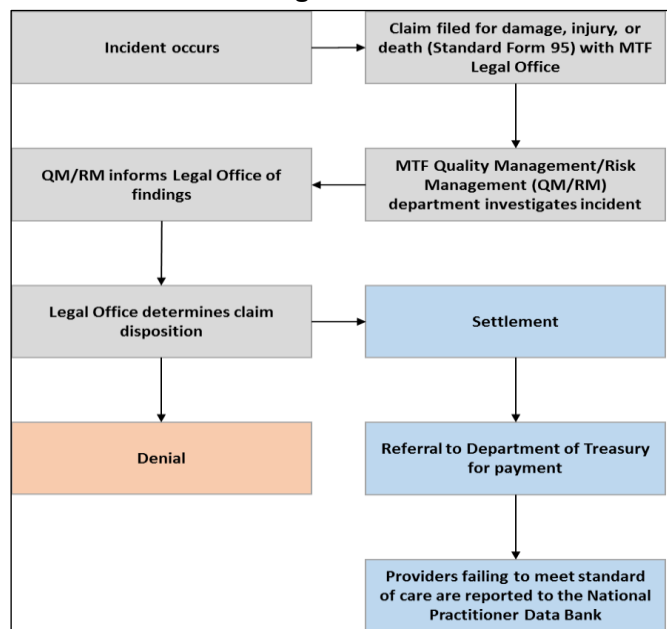 Incident occurs
Claim filed for damage, injury, or
death (Standard Form 95) with MTF
Legal Office
QM/RM informs Legal Office of
findings
MTF Quality Management/Risk
Management (QM/RM)
department investigates incident
Legal Office determines claim
disposition
Settlement
Denial
Referral to Department of Treasury
for payment
Providers failing to meet standard
of care are reported to the National
Practitioner Data Bank